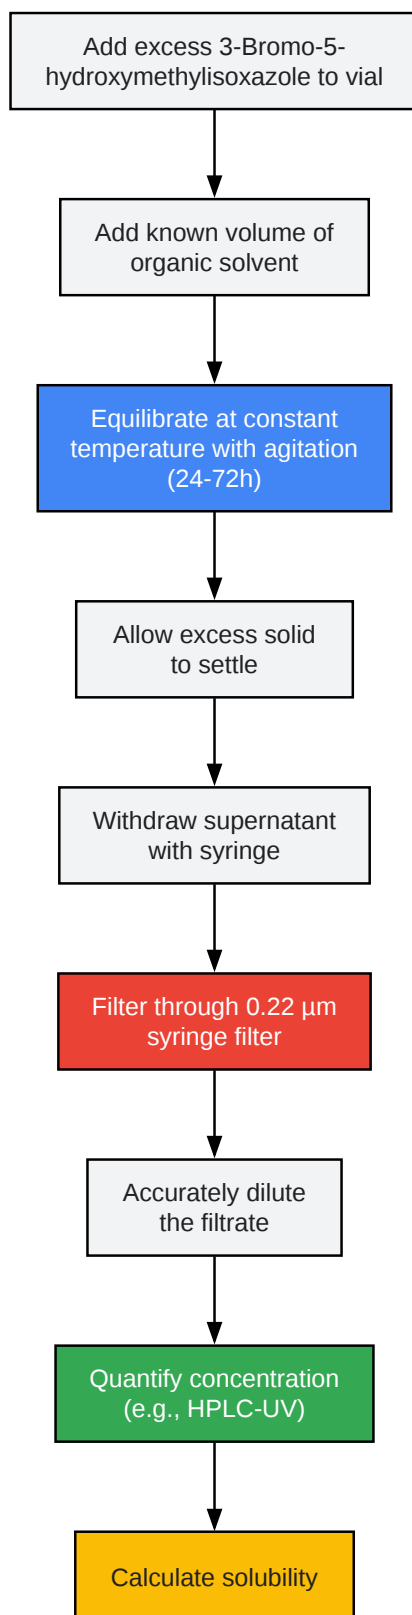 Add excess 3-Bromo-5-
hydroxymethylisoxazole to vial
Add known volume of
organic solvent
Equilibrate at constant
temperature with agitation
(24-72h)
Allow excess solid
to settle
Withdraw supernatant
with syringe
Filter through 0.22 µm
syringe filter
Accurately dilute
the filtrate
Quantify concentration
(e.g., HPLC-UV)
Calculate solubility